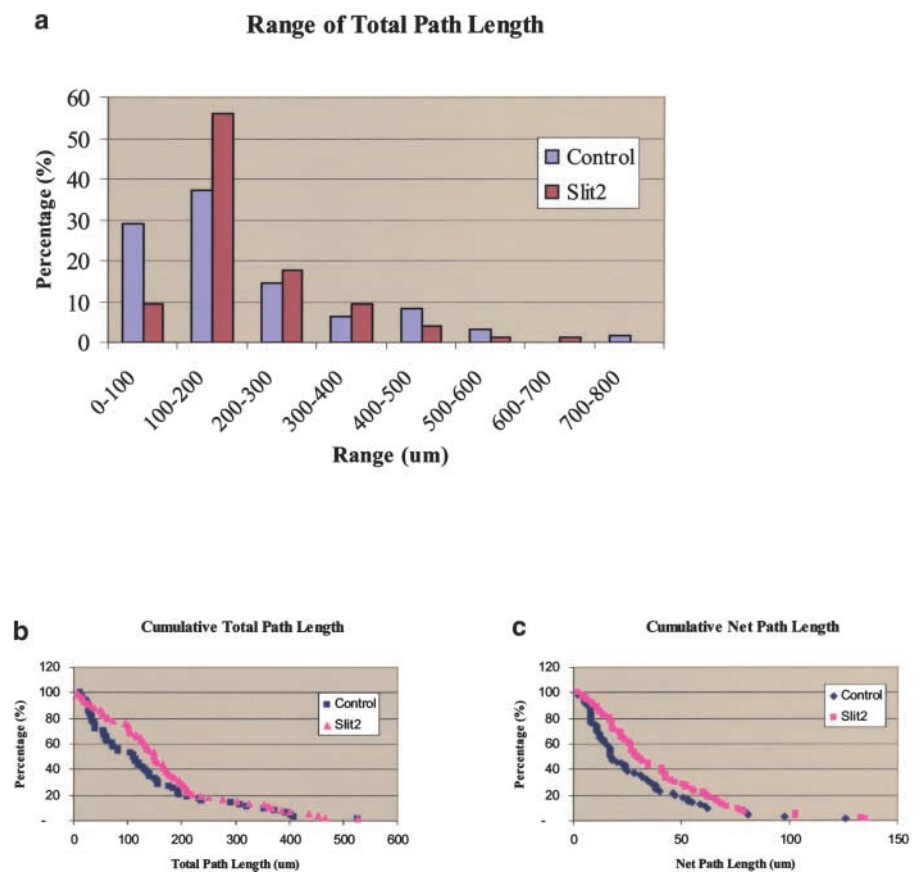 a
Range of Total Path Length
60
50
40
30
20
10
0
Percentage (%)
Control
Slit2
0-100
100-200
200-300
300-400
400-500
500-600
600-700
700-800
Range (um)
b
Cumulative Total Path Length
120
100
80
60
40
20
-
Percentage (%)
Control
Slit2
0 100 200 300 400 500 600
Total Path Length (um)
c
Cumulative Net Path Length
120
100
80
60
40
20
-
Percentage (%)
Control
Slit2
0 50 100 150
Net Path Length (um)